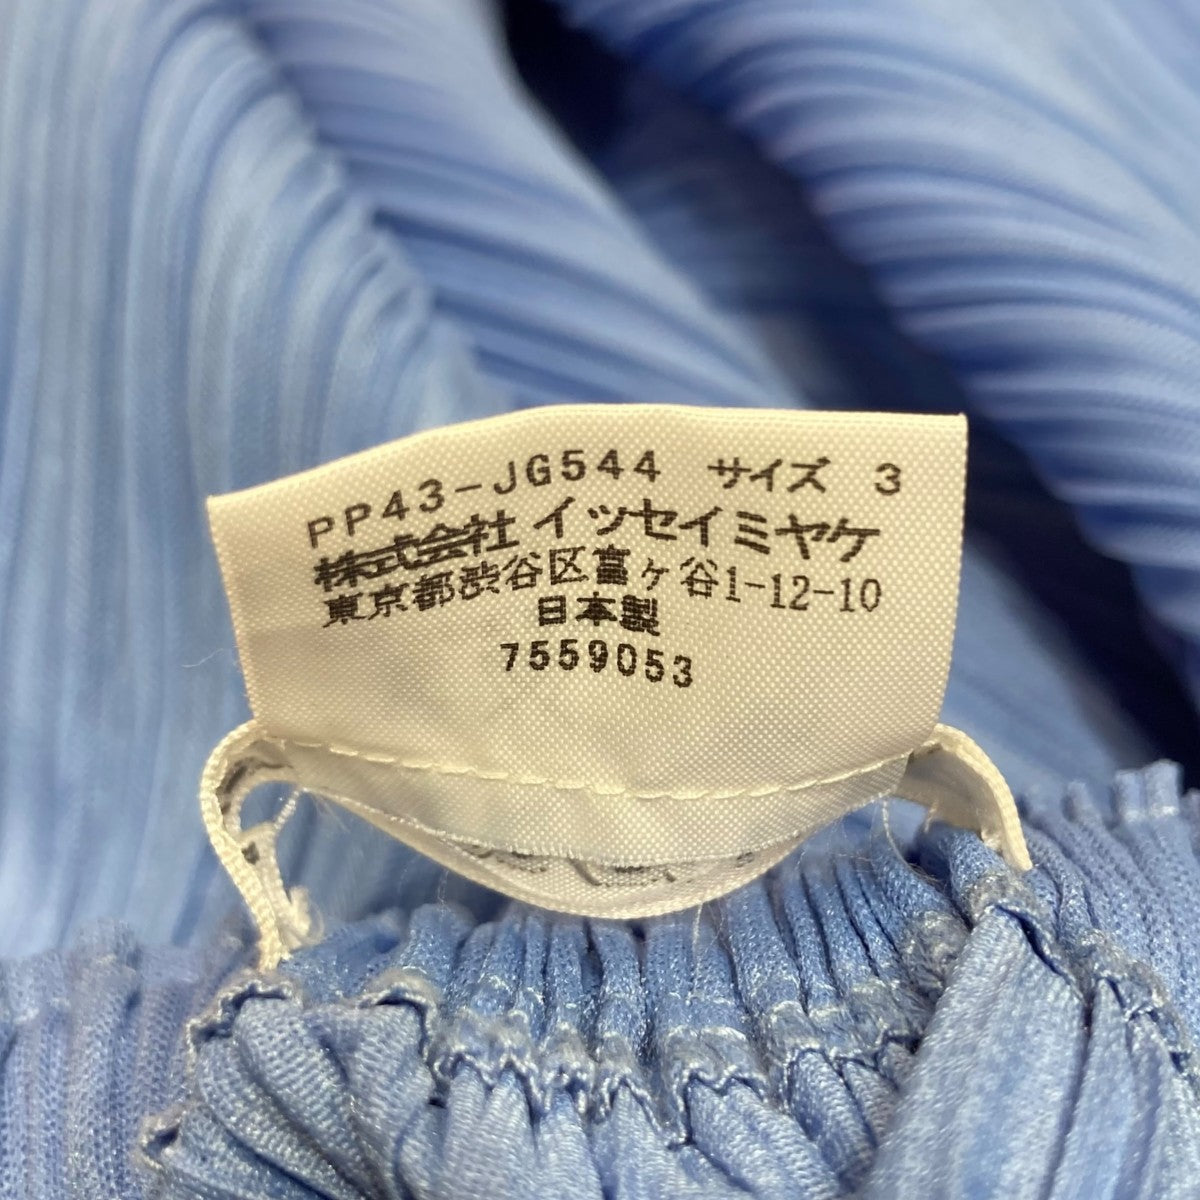 PP43-JG544 サイズ 3
株式会社 イッセイミヤケ
東京都渋谷区富ヶ谷1-12-10
日本製
7559053